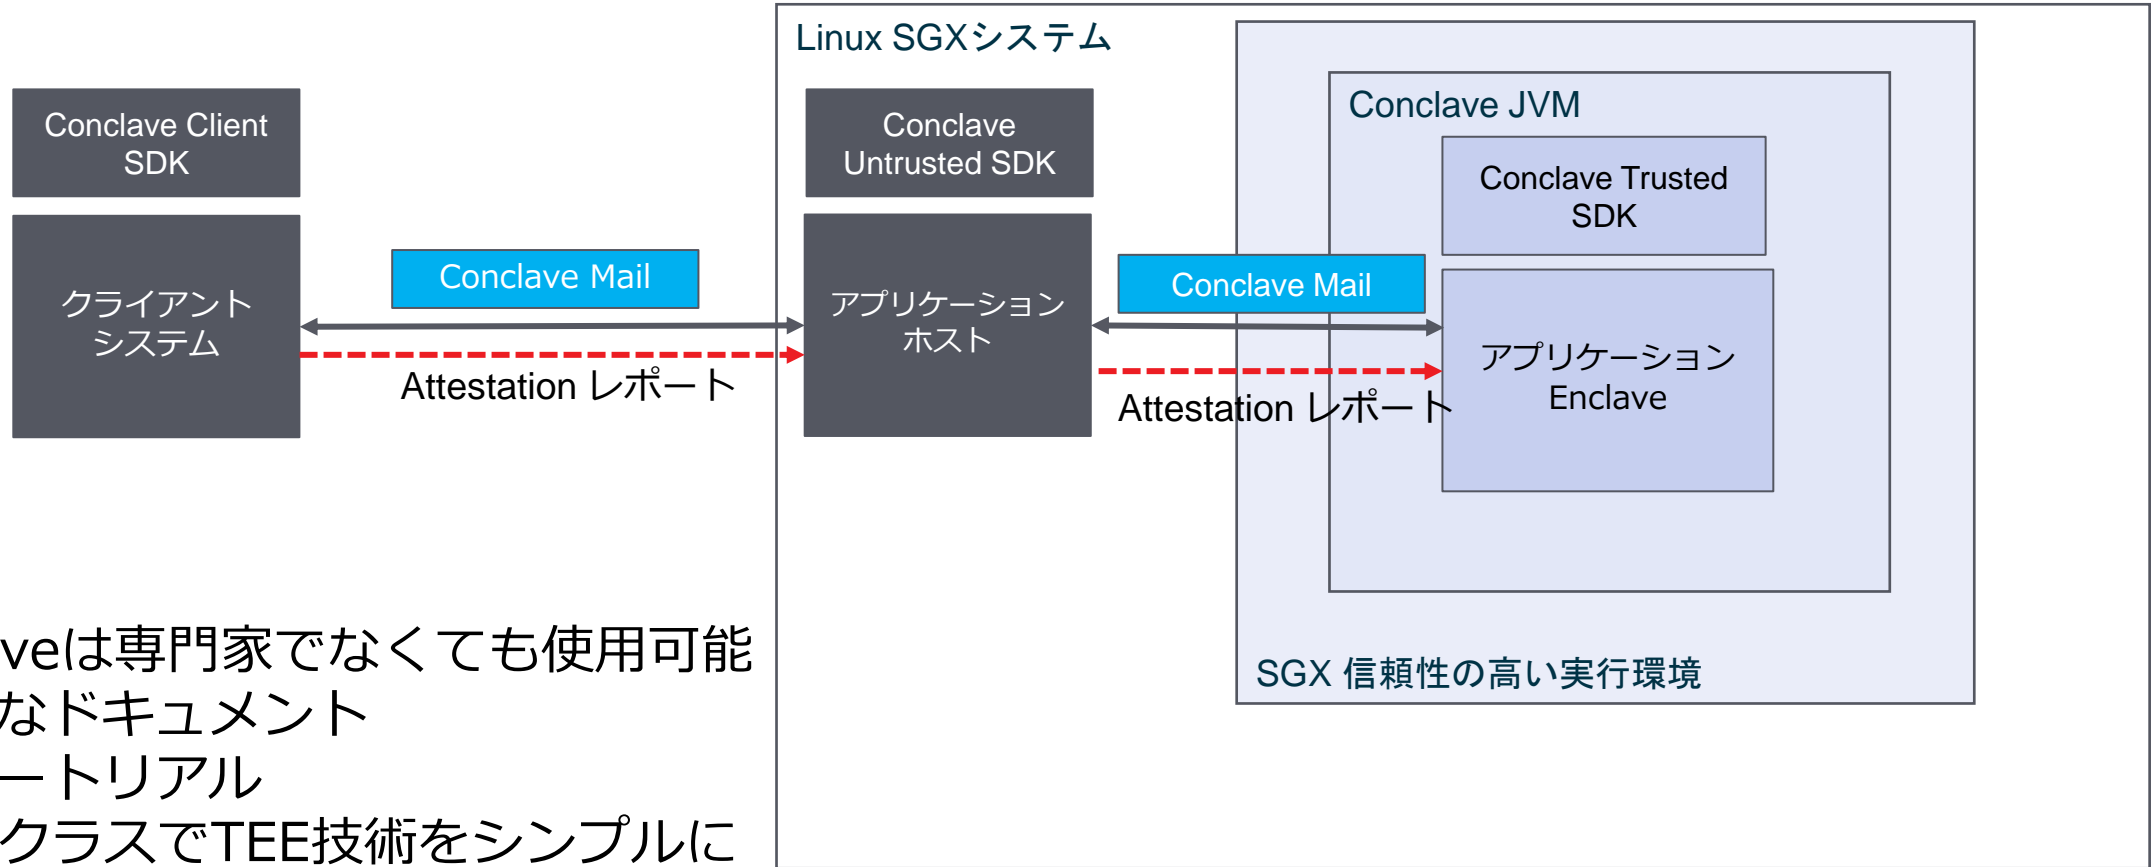 Linux SGXシステム
Conclave Client
SDK
Conclave
Untrusted SDK
Conclave JVM
Conclave Trusted
SDK
クライアント
システム
Conclave Mail
アプリケーション
ホスト
Conclave Mail
アプリケーション
Enclave
Attestation レポート
Attestation レポート
SGX 信頼性の高い実行環境
veは専門家でなくても使用可能
なドキュメント
ートリアル
クラスでTEE技術をシンプルに